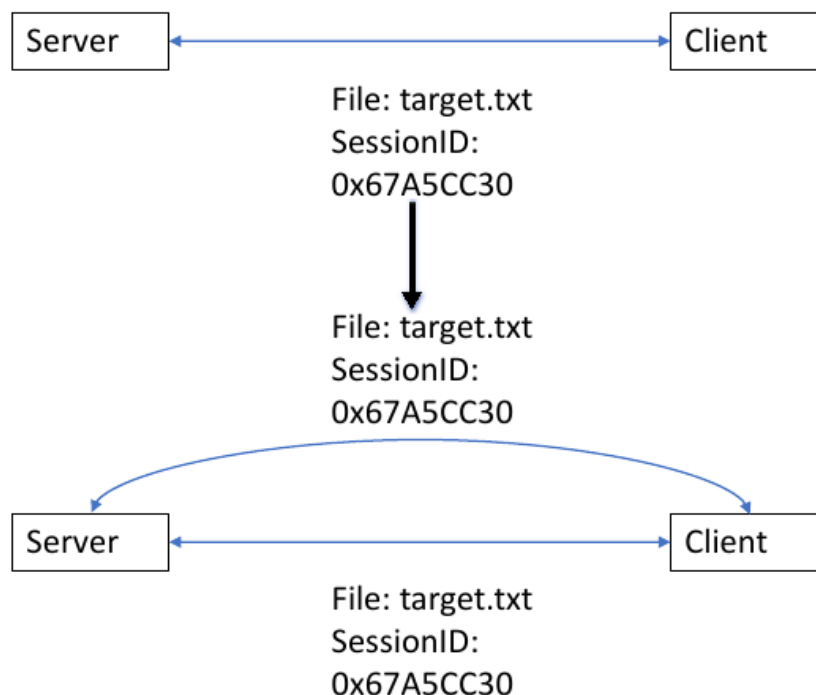 Server
Client
File: target.txt
SessionID:
0x67A5CC30
File: target.txt
SessionID:
0x67A5CC30
Server
Client
File: target.txt
SessionID:
0x67A5CC30